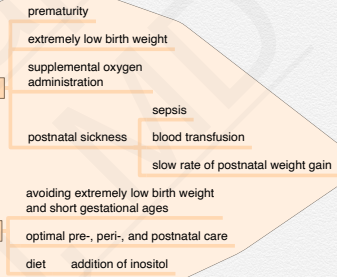 prematurity
extremely low birth weight
supplemental oxygen
administration
sepsis
postnatal sickness
blood transfusion
slow rate of postnatal weight gain
avoiding extremely low birth weight
and short gestational ages
optimal pre-, peri-, and postnatal care
diet addition of inositol